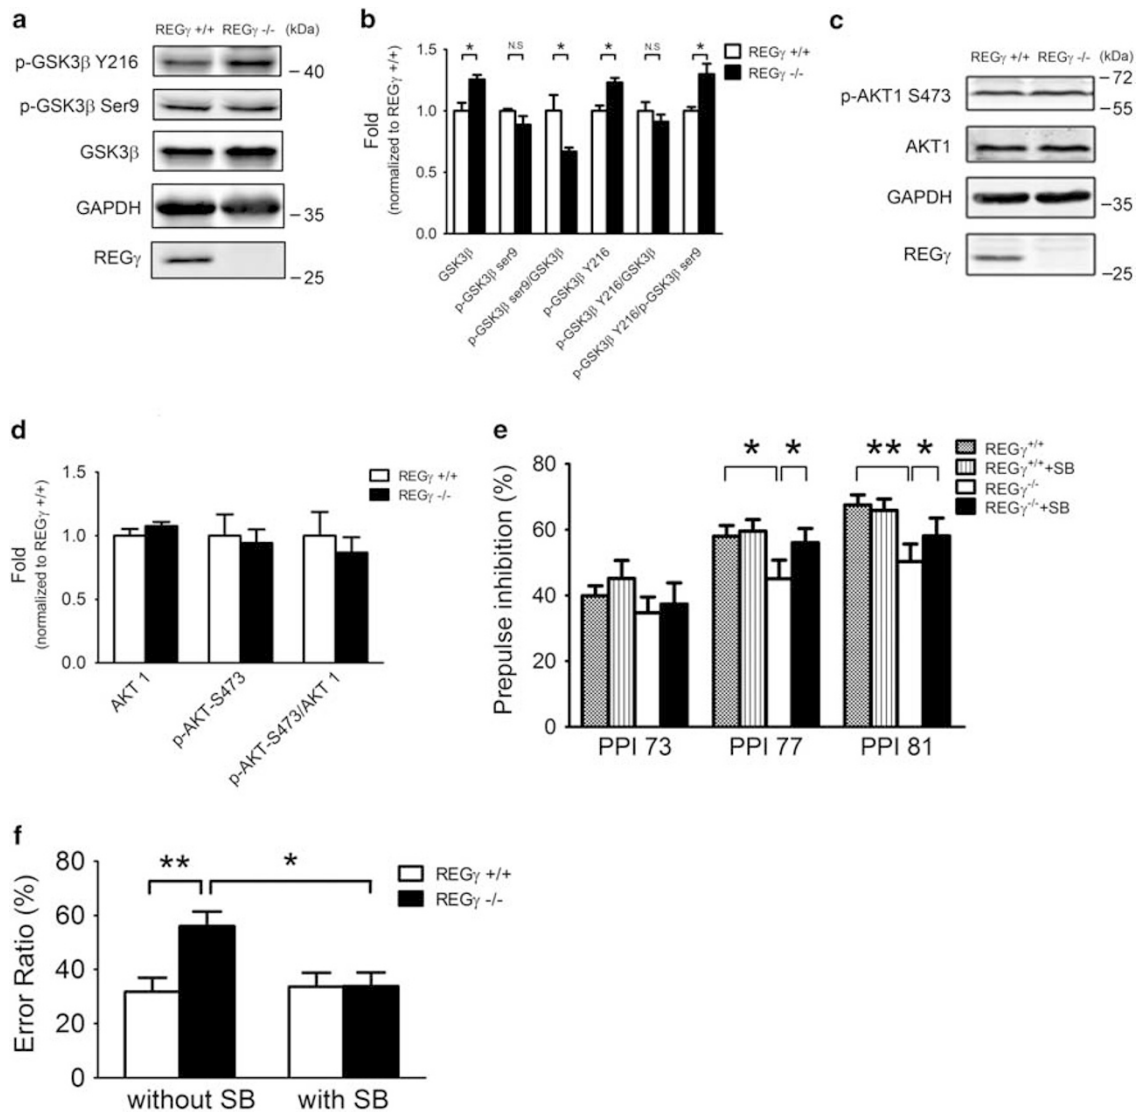 a
REGγ +/+ REGγ -/- (kDa)
p-GSK3β Y216
– 40
p-GSK3β Ser9
GSK3β
GAPDH
– 35
REGγ
– 25
b
1.5
1.0
0.5
0.0
Fold
(normalized to REGγ +/+)
* N.S * * N.S *
REGγ +/+
REGγ -/-
GSK3β
p-GSK3β ser9
p-GSK3β ser9/GSK3β
p-GSK3β Y216
p-GSK3β Y216/GSK3β
p-GSK3β Y216/p-GSK3β ser9
c
REGγ +/+ REGγ -/- (kDa)
p-AKT1 S473
–72
–55
AKT1
GAPDH
–35
REGγ
–25
d
1.5
1.0
0.5
0.0
Fold
(normalized to REGγ +/+)
REGγ +/+
REGγ -/-
AKT 1
p-AKT-S473
p-AKT-S473/AKT 1
e
80
60
40
20
0
Prepulse inhibition (%)
* * ** *
REGγ+/+
REGγ+/++SB
REGγ-/-
REGγ-/-+SB
PPI 73 PPI 77 PPI 81
f
80
60
40
20
0
Error Ratio (%)
** *
REGγ +/+
REGγ -/-
without SB with SB